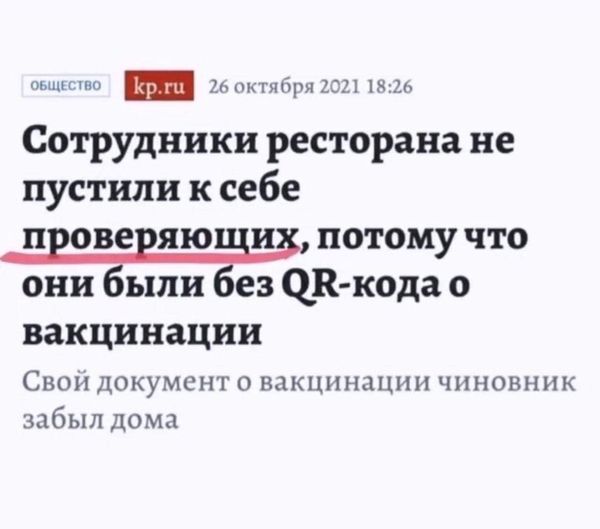 ОБЩЕСТВО kp.ru 26 октября 2021 18:26
Сотрудники ресторана не
пустили к себе
проверяющих, потому что
они были без QR-кода о
вакцинации
Свой документ о вакцинации чиновник
забыл дома